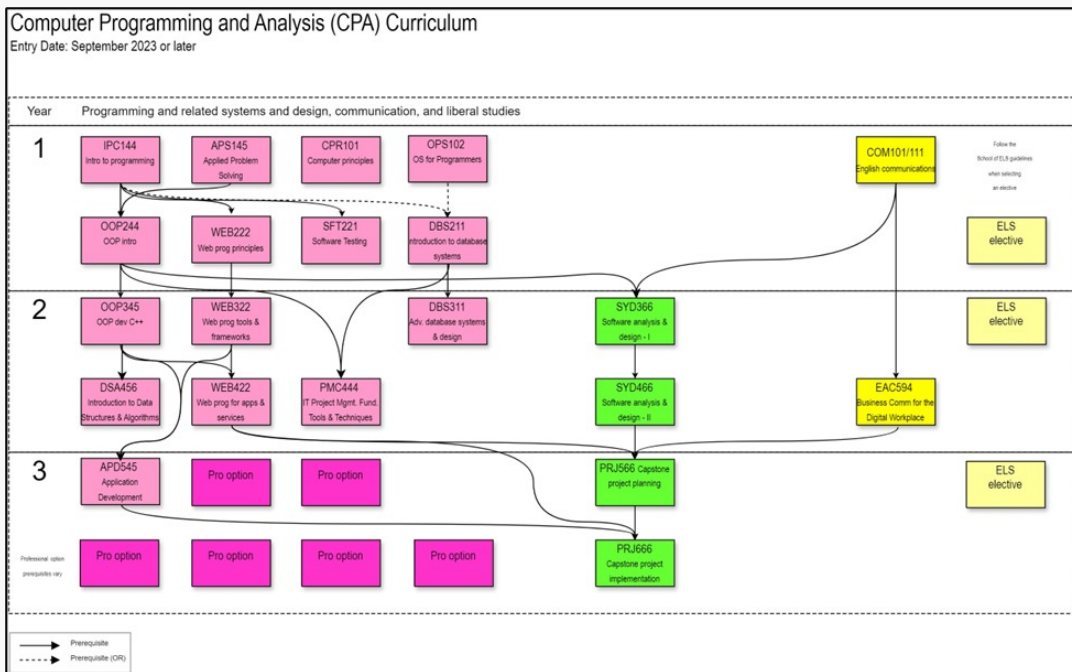 Computer Programming and Analysis (CPA) Curriculum
Entry Date: September 2023 or later
Year
Programming and related systems and design, communication, and liberal studies
1
IPC144
Intro to programming
APS145
Applied Problem
Solving
CPR101
Computer principles
OPS102
OS for Programmers
COM101/111
English communications
Follow the
School of ELS guidelines
when selecting
an elective
OOP244
OOP intro
WEB222
Web prog principles
SFT221
Software Testing
DBS211
Introduction to database
systems
ELS
elective
2
OOP345
OOP dev C++
WEB322
Web prog tools &
frameworks
DBS311
Adv. database systems
& design
SYD366
Software analysis &
design - I
ELS
elective
DSA456
Introduction to Data
Structures & Algorithms
WEB422
Web prog for apps &
services
PMC444
IT Project Mgmt. Fund.
Tools & Techniques
SYD466
Software analysis &
design - II
EAC594
Business Comm for the
Digital Workplace
3
APD545
Application
Development
Pro option
Pro option
PRJ566 Capstone
project planning
ELS
elective
Professional option
prerequisites vary
Pro option
Pro option
Pro option
Pro option
PRJ666
Capstone project
implementation
Prerequisite
Prerequisite (OR)